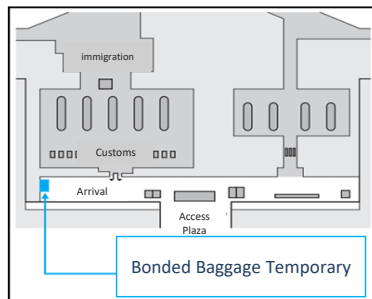 immigration
Customs
Arrival
Access
Plaza
Bonded Baggage Temporary